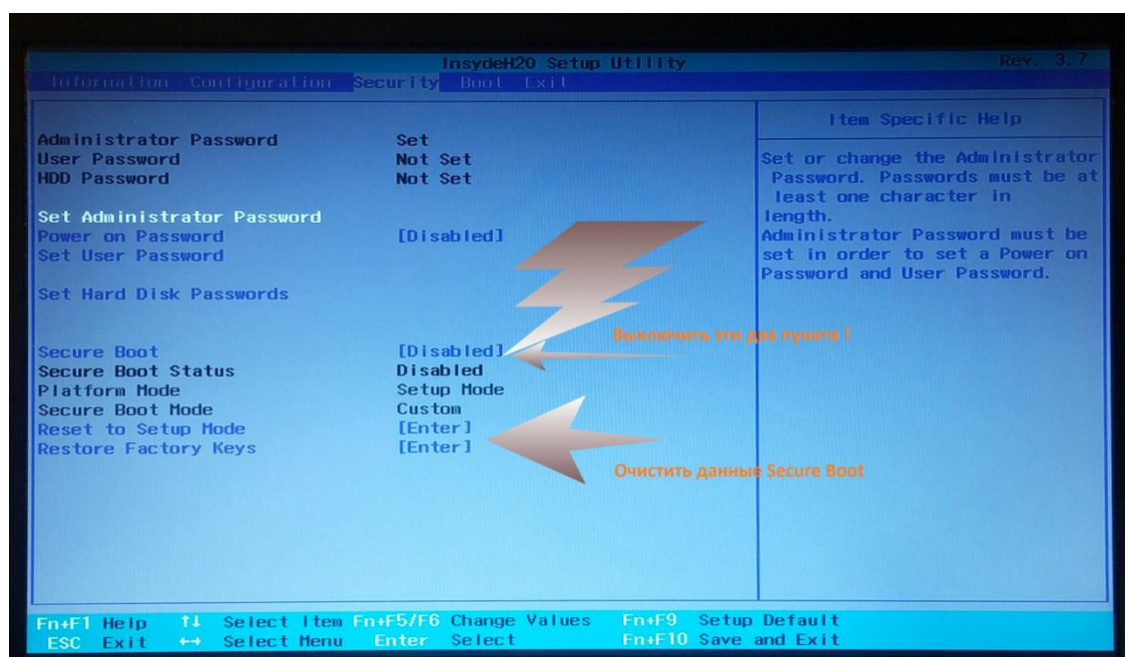 InsydeH20 Setup Utility Rev. 3.7
Information Configuration Security Boot Exit
Administrator Password Set
User Password Not Set
HDD Password Not Set
Set Administrator Password
Power on Password [Disabled]
Set User Password
Set Hard Disk Passwords
Secure Boot [Disabled]
Secure Boot Status Disabled
Platform Mode Setup Mode
Secure Boot Mode Custom
Reset to Setup Mode [Enter]
Restore Factory Keys [Enter]
Выключить эти два пункта !
Очистить данные Secure Boot
Item Specific Help
Set or change the Administrator
Password. Passwords must be at
least one character in
length.
Administrator Password must be
set in order to set a Power on
Password and User Password.
Fn+F1 Help ↑↓ Select Item Fn+F5/F6 Change Values Fn+F9 Setup Default
ESC Exit ↔ Select Menu Enter Select Fn+F10 Save and Exit